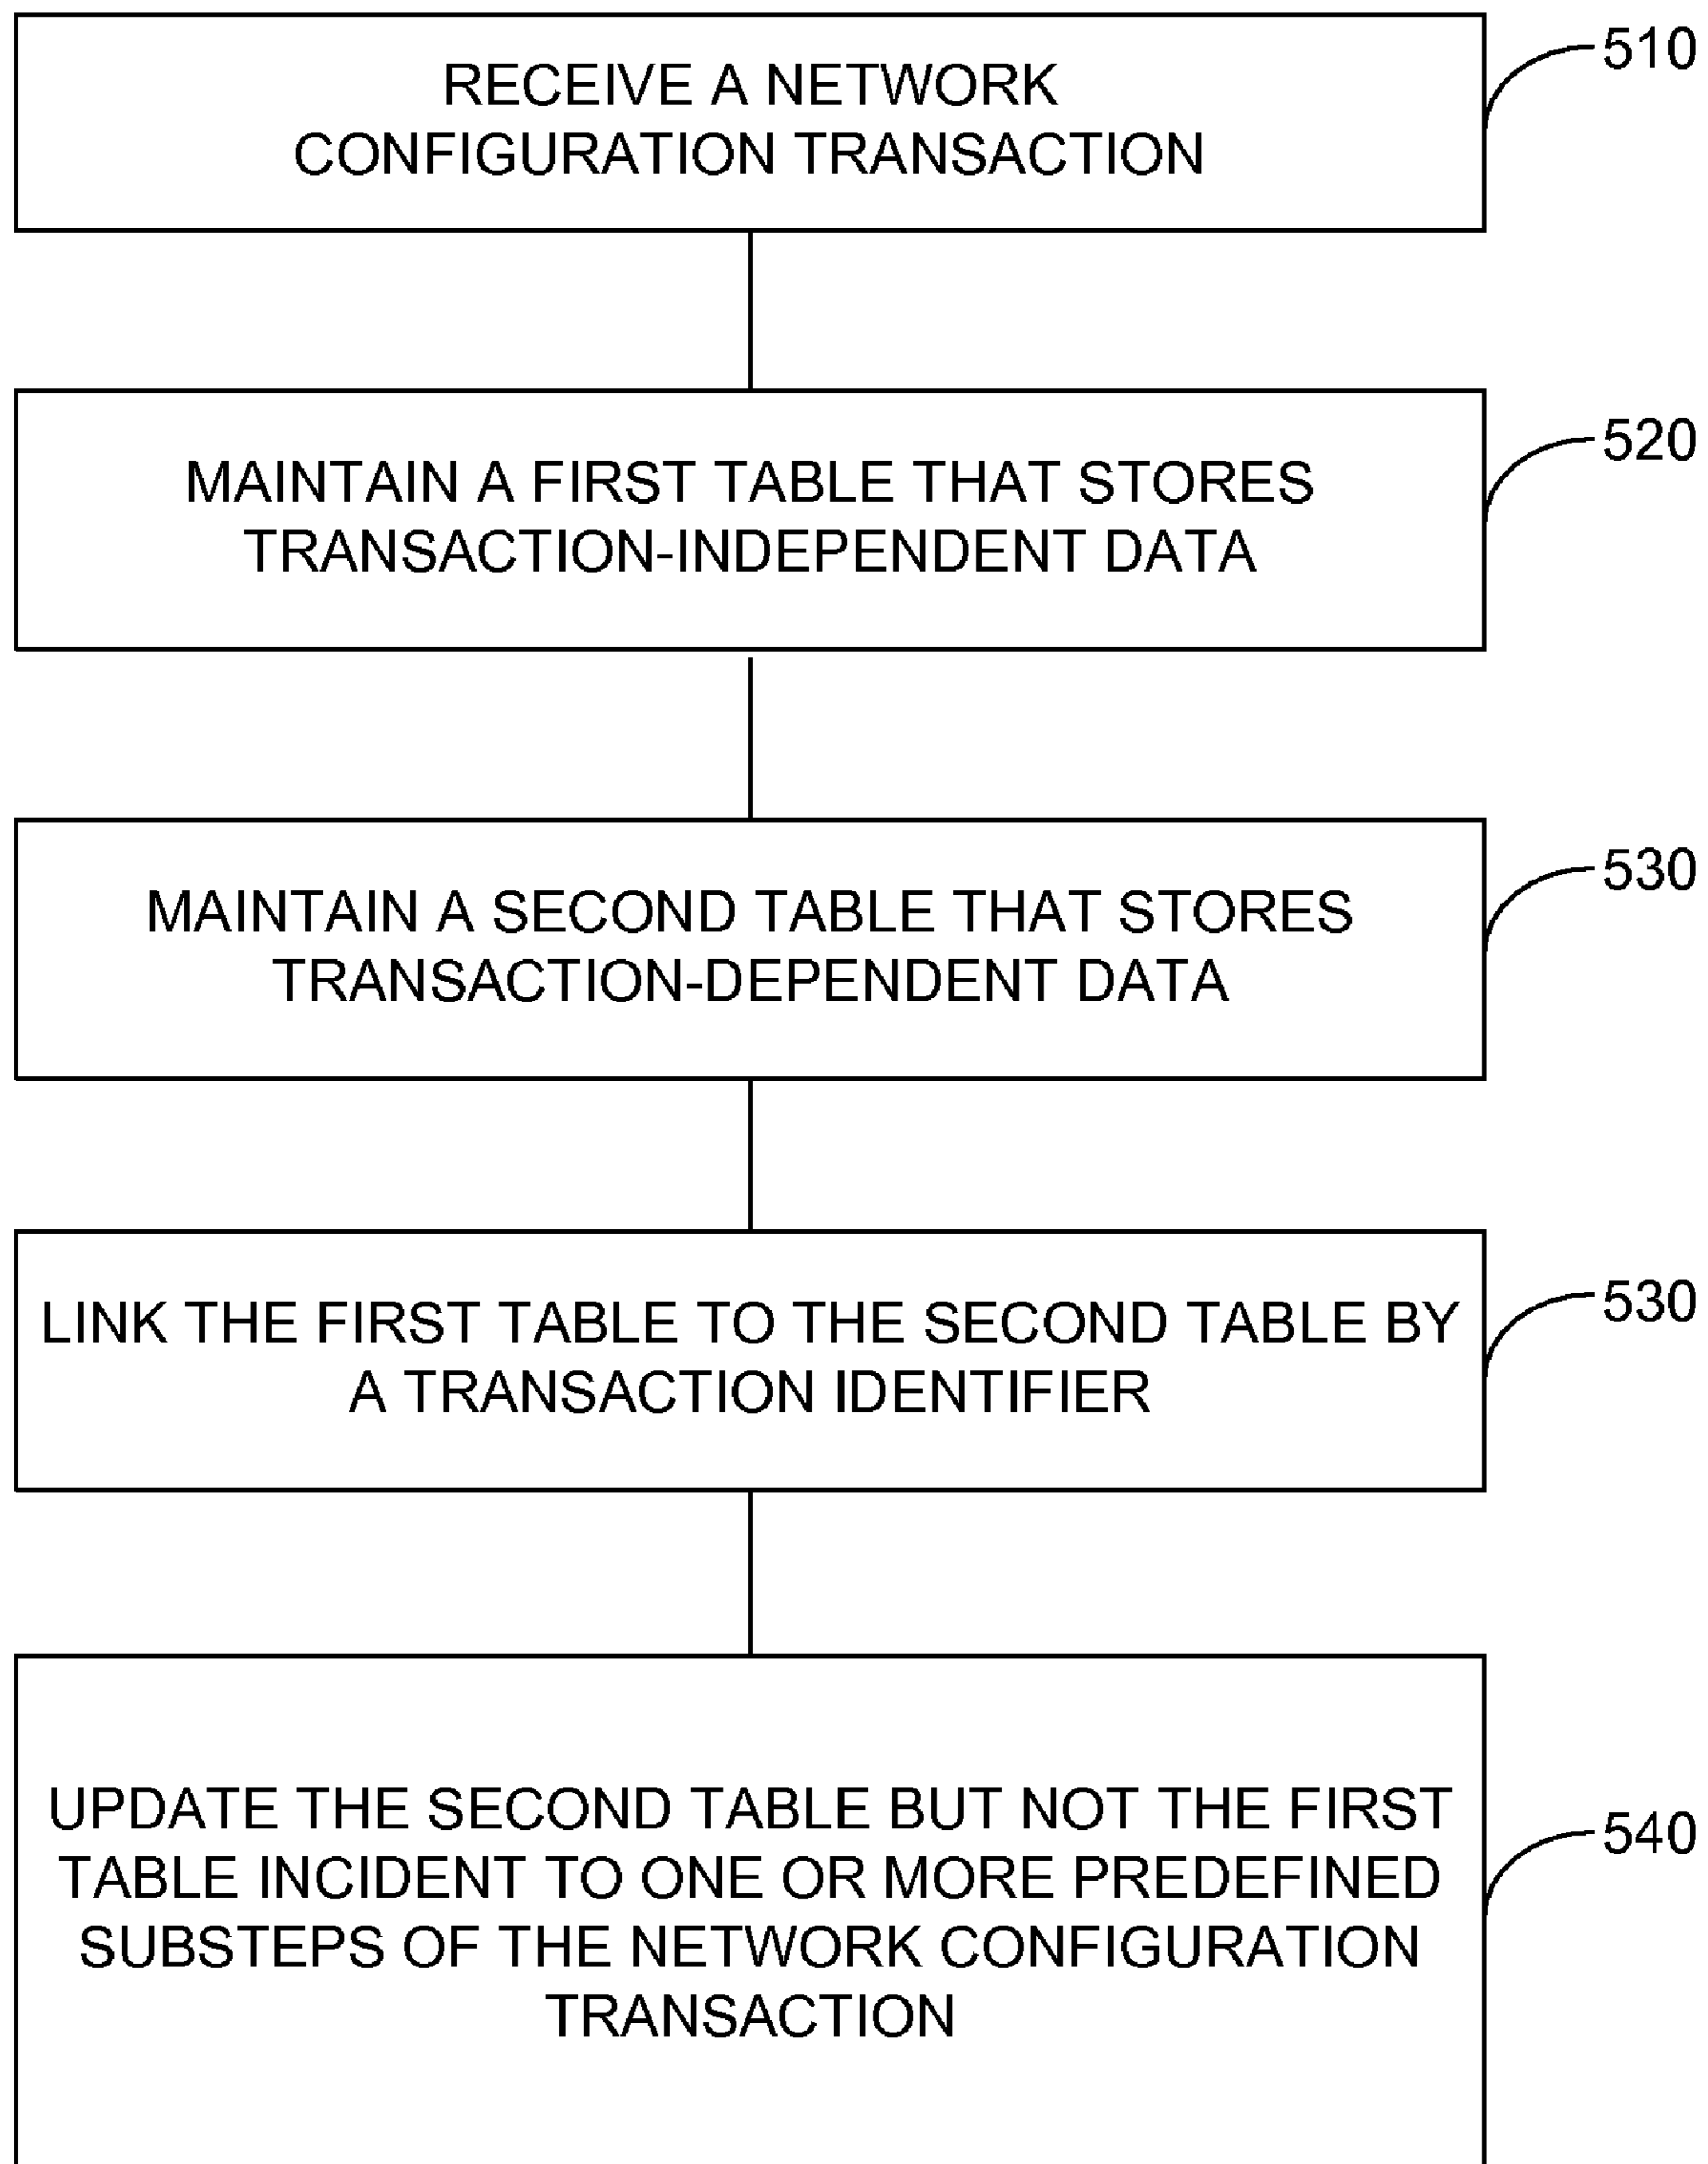 RECEIVE A NETWORK
CONFIGURATION TRANSACTION
510
MAINTAIN A FIRST TABLE THAT STORES
TRANSACTION-INDEPENDENT DATA
520
MAINTAIN A SECOND TABLE THAT STORES
TRANSACTION-DEPENDENT DATA
530
LINK THE FIRST TABLE TO THE SECOND TABLE BY
A TRANSACTION IDENTIFIER
530
UPDATE THE SECOND TABLE BUT NOT THE FIRST
TABLE INCIDENT TO ONE OR MORE PREDEFINED
SUBSTEPS OF THE NETWORK CONFIGURATION
TRANSACTION
540